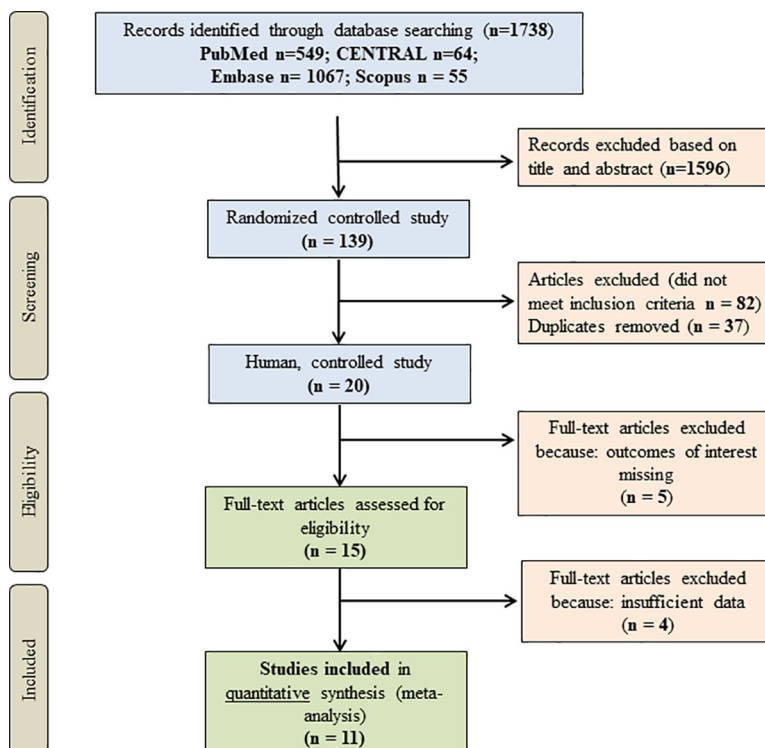 Identification
Records identified through database searching (n=1738)
PubMed n=549; CENTRAL n=64;
Embase n= 1067; Scopus n = 55
Records excluded based on
title and abstract (n=1596)
Screening
Randomized controlled study
(n = 139)
Articles excluded (did not
meet inclusion criteria n = 82)
Duplicates removed (n = 37)
Human, controlled study
(n = 20)
Eligibility
Full-text articles excluded
because: outcomes of interest
missing
(n = 5)
Full-text articles assessed for
eligibility
(n = 15)
Included
Full-text articles excluded
because: insufficient data
(n = 4)
Studies included in
quantitative synthesis (meta-
analysis)
(n = 11)